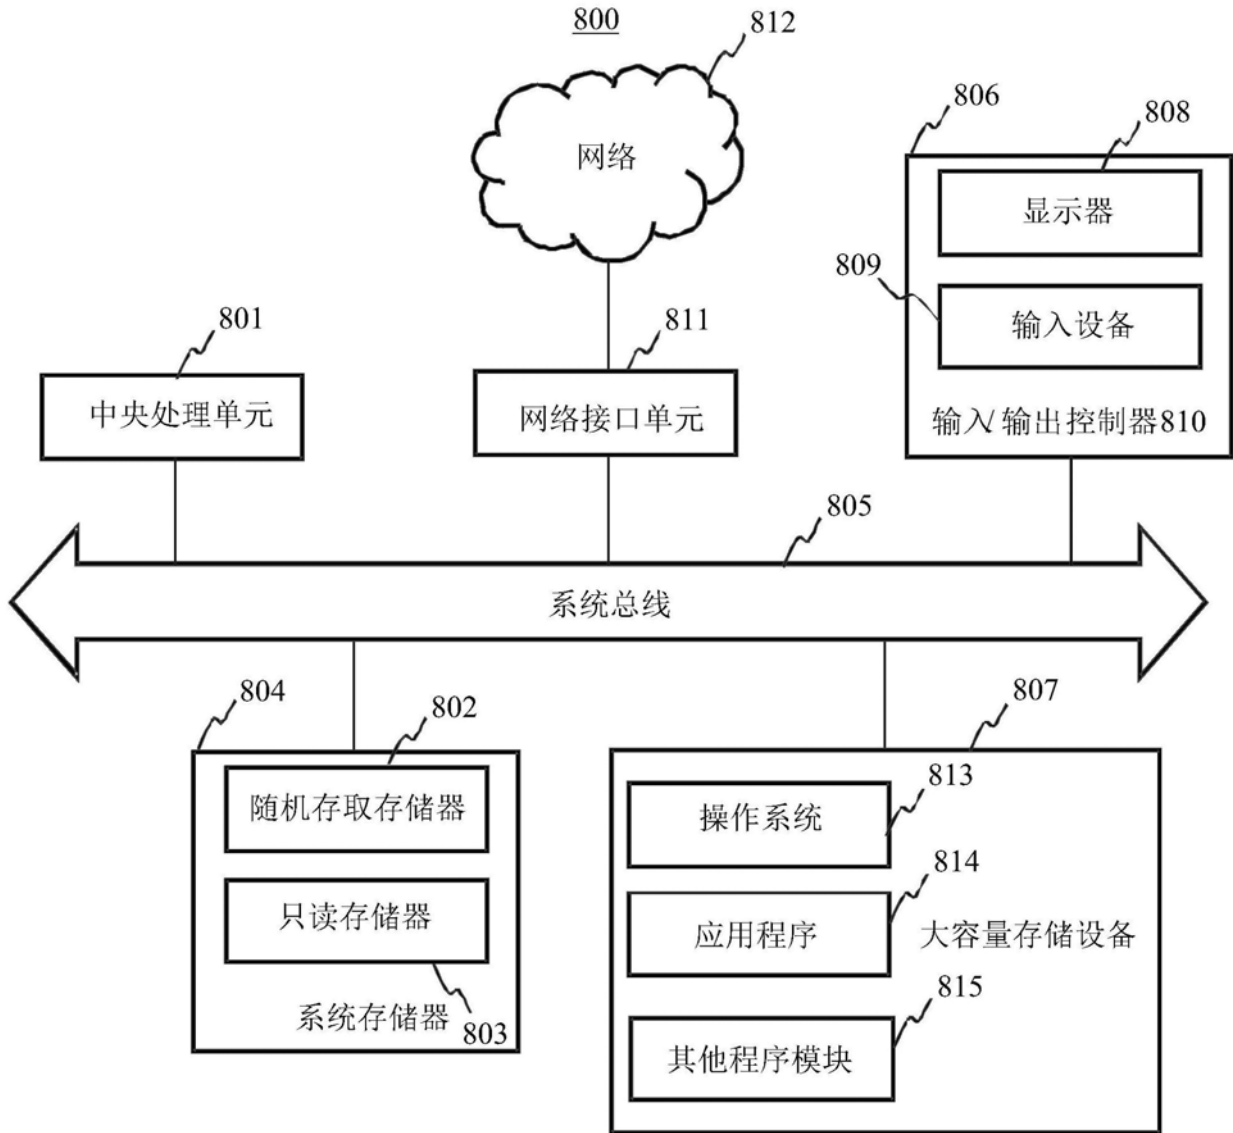 800
812
网络
806
808
显示器
809
输入设备
输入/输出控制器810
801
中央处理单元
811
网络接口单元
805
系统总线
804
802
随机存取存储器
只读存储器
系统存储器
803
807
813
操作系统
814
应用程序
大容量存储设备
815
其他程序模块